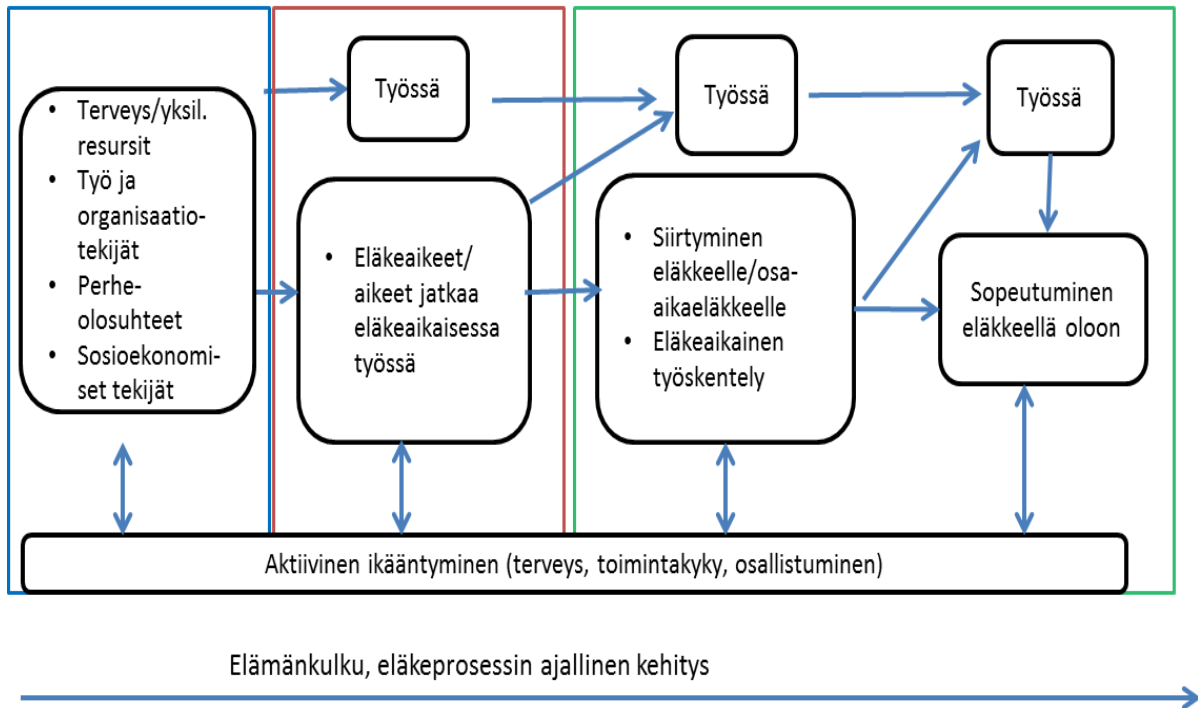 • Terveys/yksil.
resursit
• Työ ja
organisaatio-
tekijät
• Perhe-
olosuhteet
• Sosioekonomi-
set tekijät
Työssä
• Eläkeaikeet/
aikeet jatkaa
eläkeaikaisessa
työssä
Työssä
• Siirtyminen
eläkkeelle/osa-
aikaeläkkeelle
• Eläkeaikainen
työskentely
Työssä
Sopeutuminen
eläkkeellä oloon
Aktiivinen ikääntyminen (terveys, toimintakyky, osallistuminen)
Elämänkulku, eläkeprosessin ajallinen kehitys